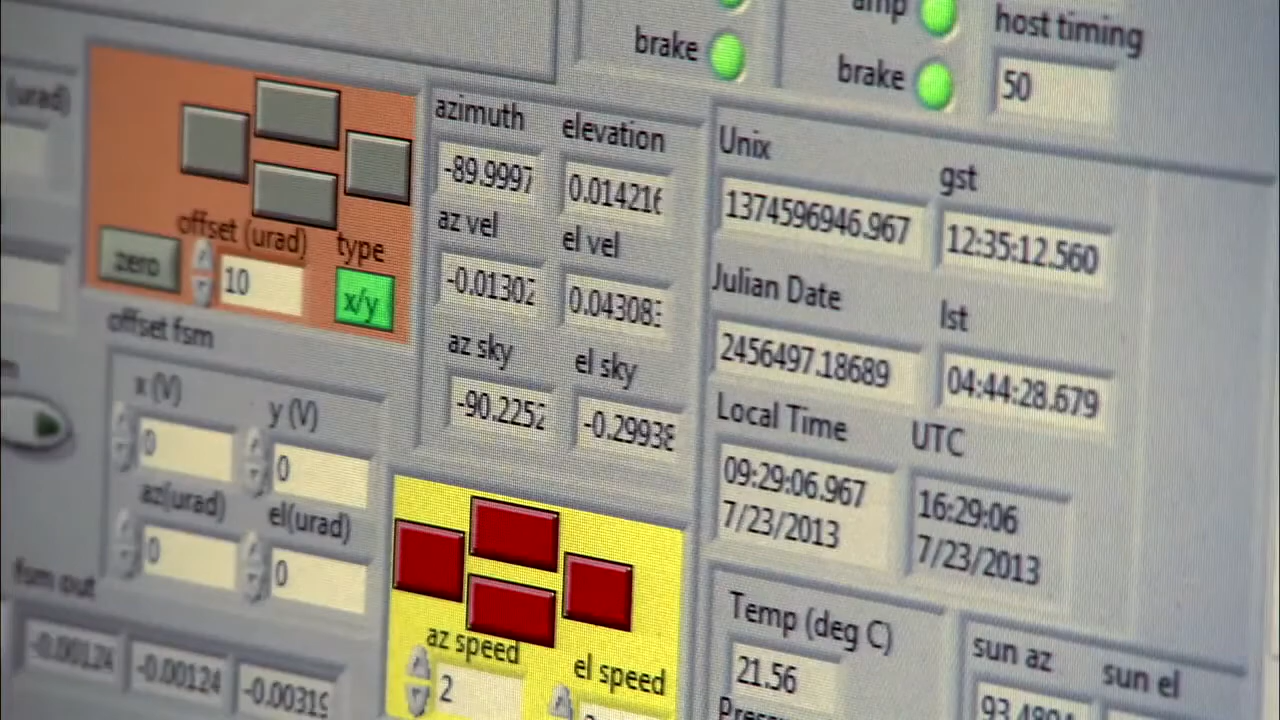 amp
host timing
brake
brake
50
(urad)
azimuth
elevation
-89.9997
0.014216
az vel
el vel
-0.01302
0.04308
az sky
el sky
-90.2252
-0.29938
offset (urad)
type
zero
10
x/y
offset fsm
x (V)
y (V)
0
0
az(urad)
el(urad)
0
0
fsm out
-0.00124
-0.00124
-0.00319
az speed
el speed
2
Unix
gst
1374596946.967
12:35:12.560
Julian Date
lst
2456497.18689
04:44:28.679
Local Time
UTC
09:29:06.967
7/23/2013
16:29:06
7/23/2013
Temp (deg C)
21.56
sun az
sun el
93.4804